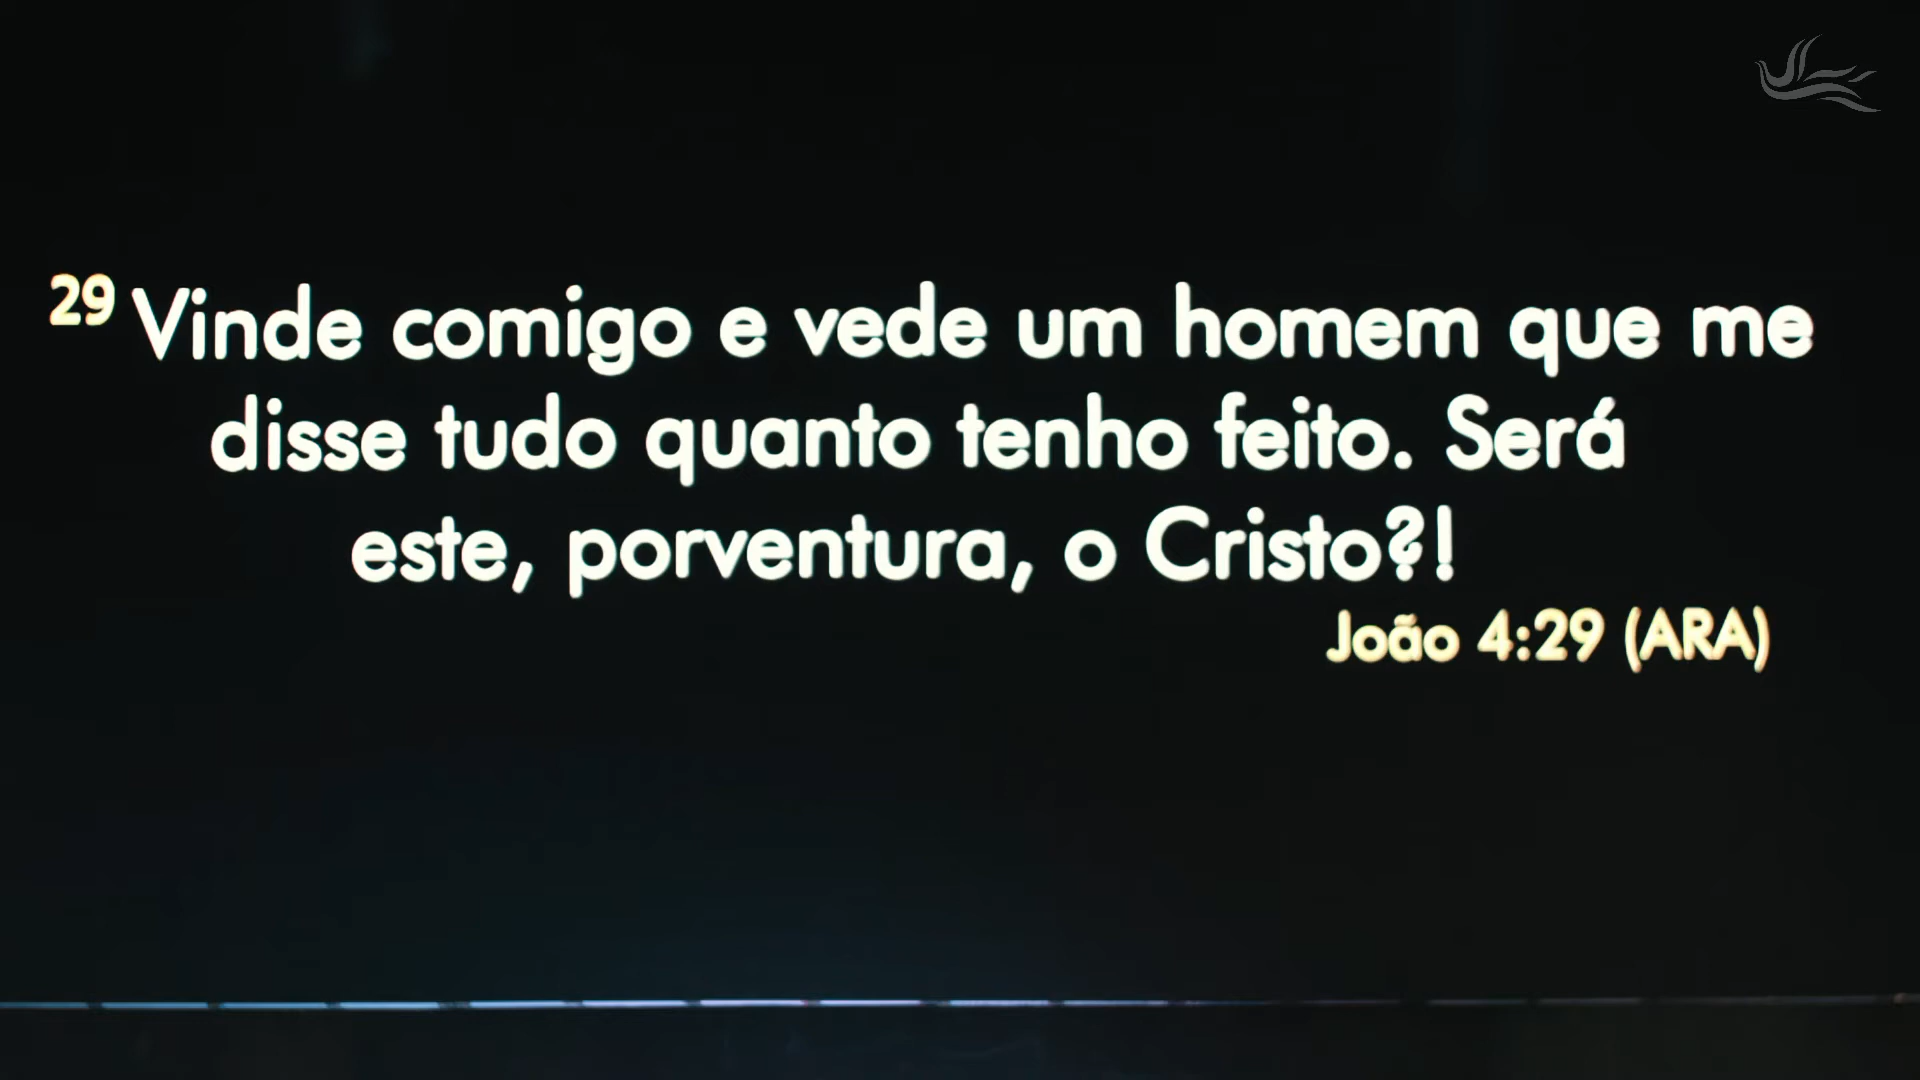 29 Vinde comigo e vede um homem que me
disse tudo quanto tenho feito. Será
este, porventura, o Cristo?!
João 4:29 (ARA)